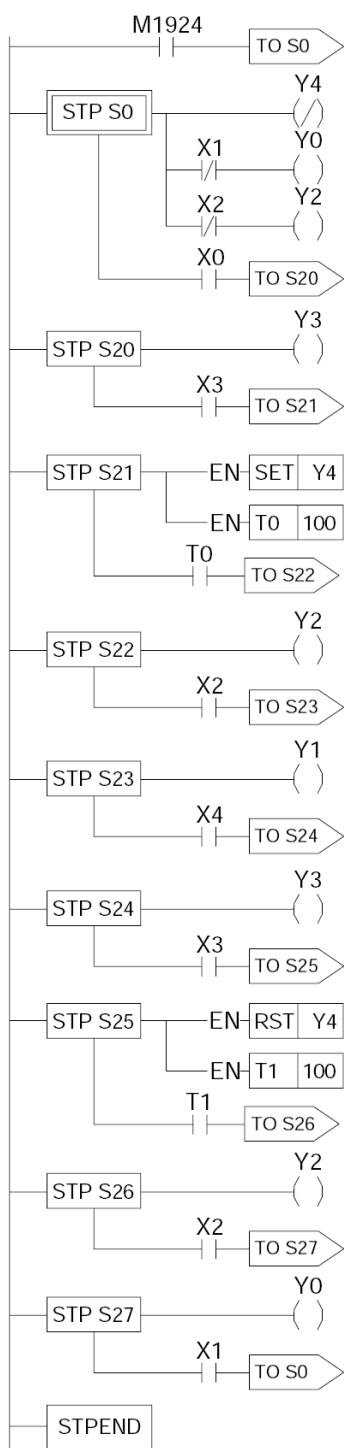 M1924
TO S0
STP S0
Y4
X1
Y0
X2
Y2
X0
TO S20
STP S20
Y3
X3
TO S21
STP S21
EN SET Y4
EN T0 100
T0
TO S22
STP S22
Y2
X2
TO S23
STP S23
Y1
X4
TO S24
STP S24
Y3
X3
TO S25
STP S25
EN RST Y4
EN T1 100
T1
TO S26
STP S26
Y2
X2
TO S27
STP S27
Y0
X1
TO S0
STPEND